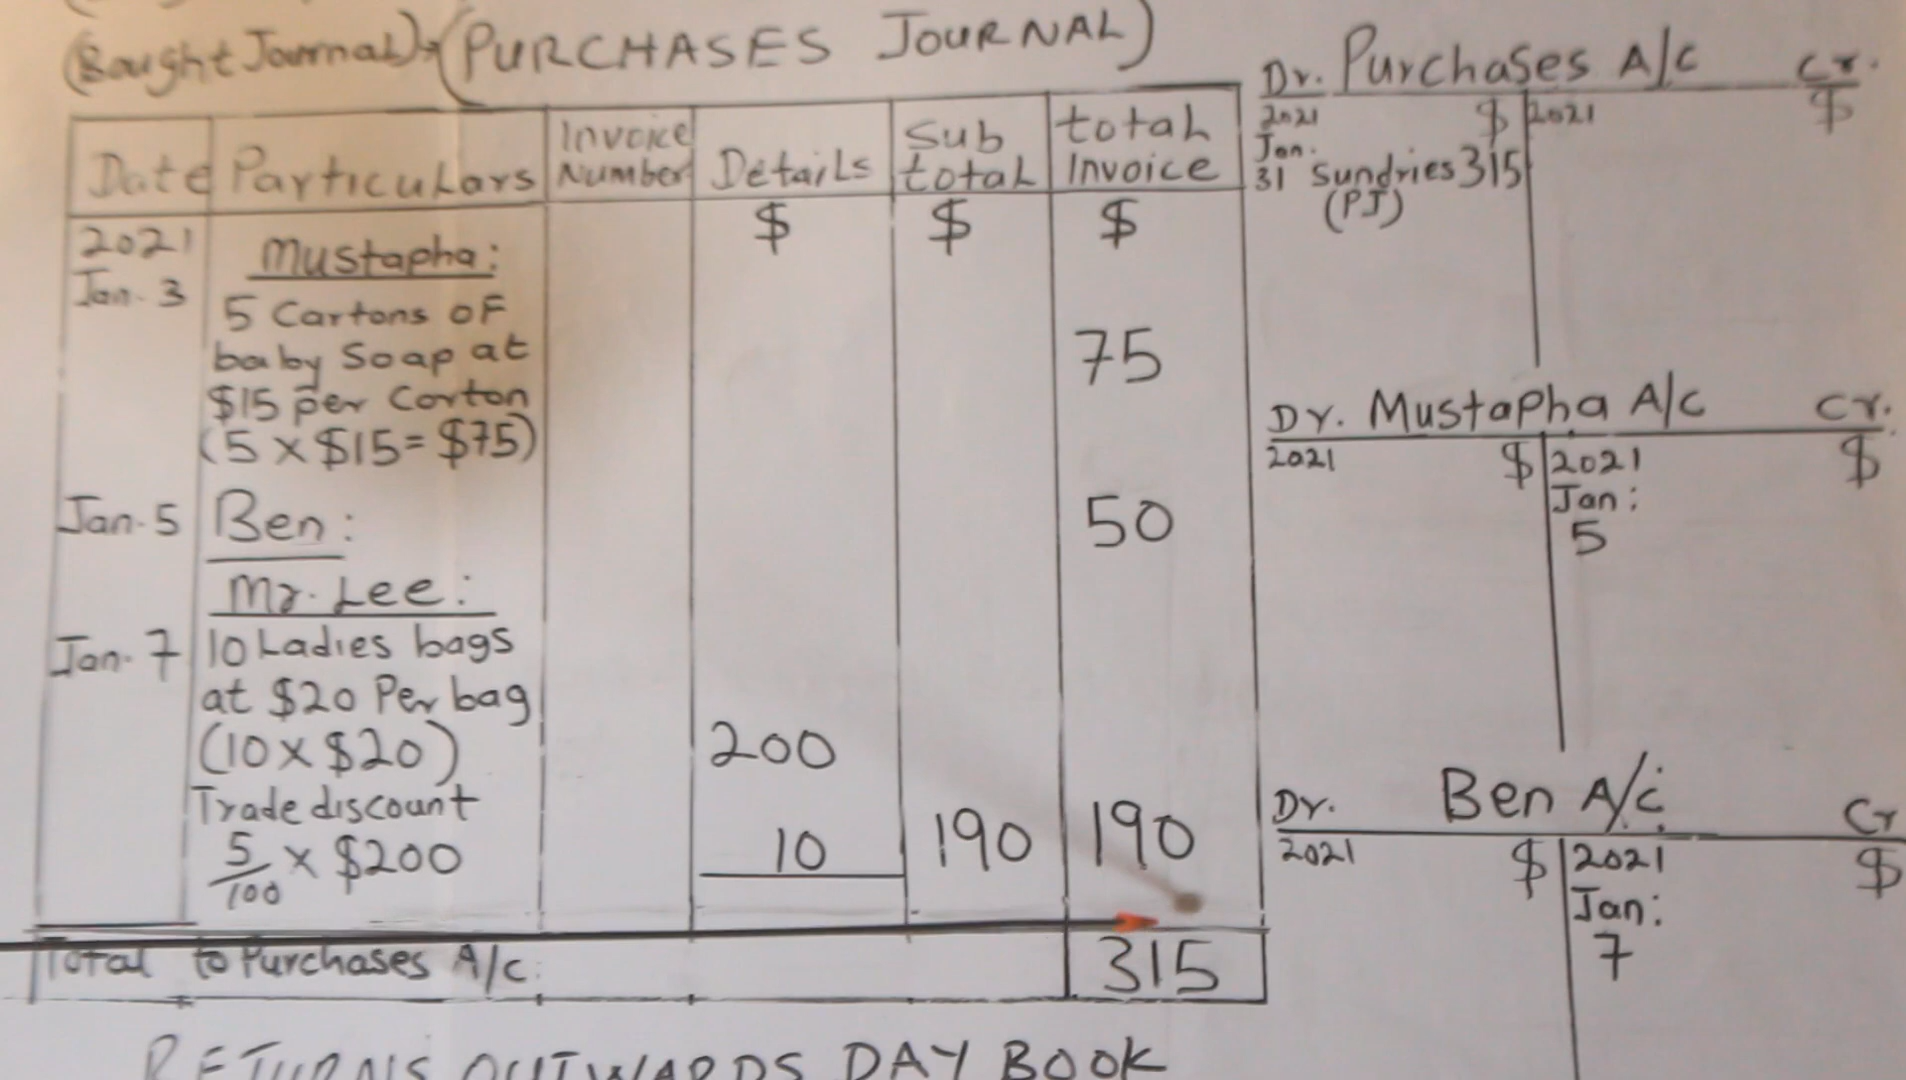 (Bought Journal) (PURCHASES JOURNAL)
Date Particulars Invoice Number Details Sub total total Invoice
$ $ $
2021
Jan. 3
Mustapha:
5 Cartons of
baby Soap at
$15 per Carton
(5 x $15 = $75)
75
Jan. 5 Ben: 50
Mr. Lee:
Jan. 7 10 Ladies bags
at $20 Per bag
(10 x $20) 200
Trade discount
5/100 x $200 10 190 190
Total to Purchases A/c. 315
RETURNS OUTWARDS DAY BOOK
Dr. Purchases A/c Cr.
2021 $ 2021 $
Jan.
31 Sundries 315
(PJ)
Dr. Mustapha A/c Cr.
2021 $ 2021 $
Jan:
5
Dr. Ben A/c Cr
2021 $ 2021 $
Jan:
7